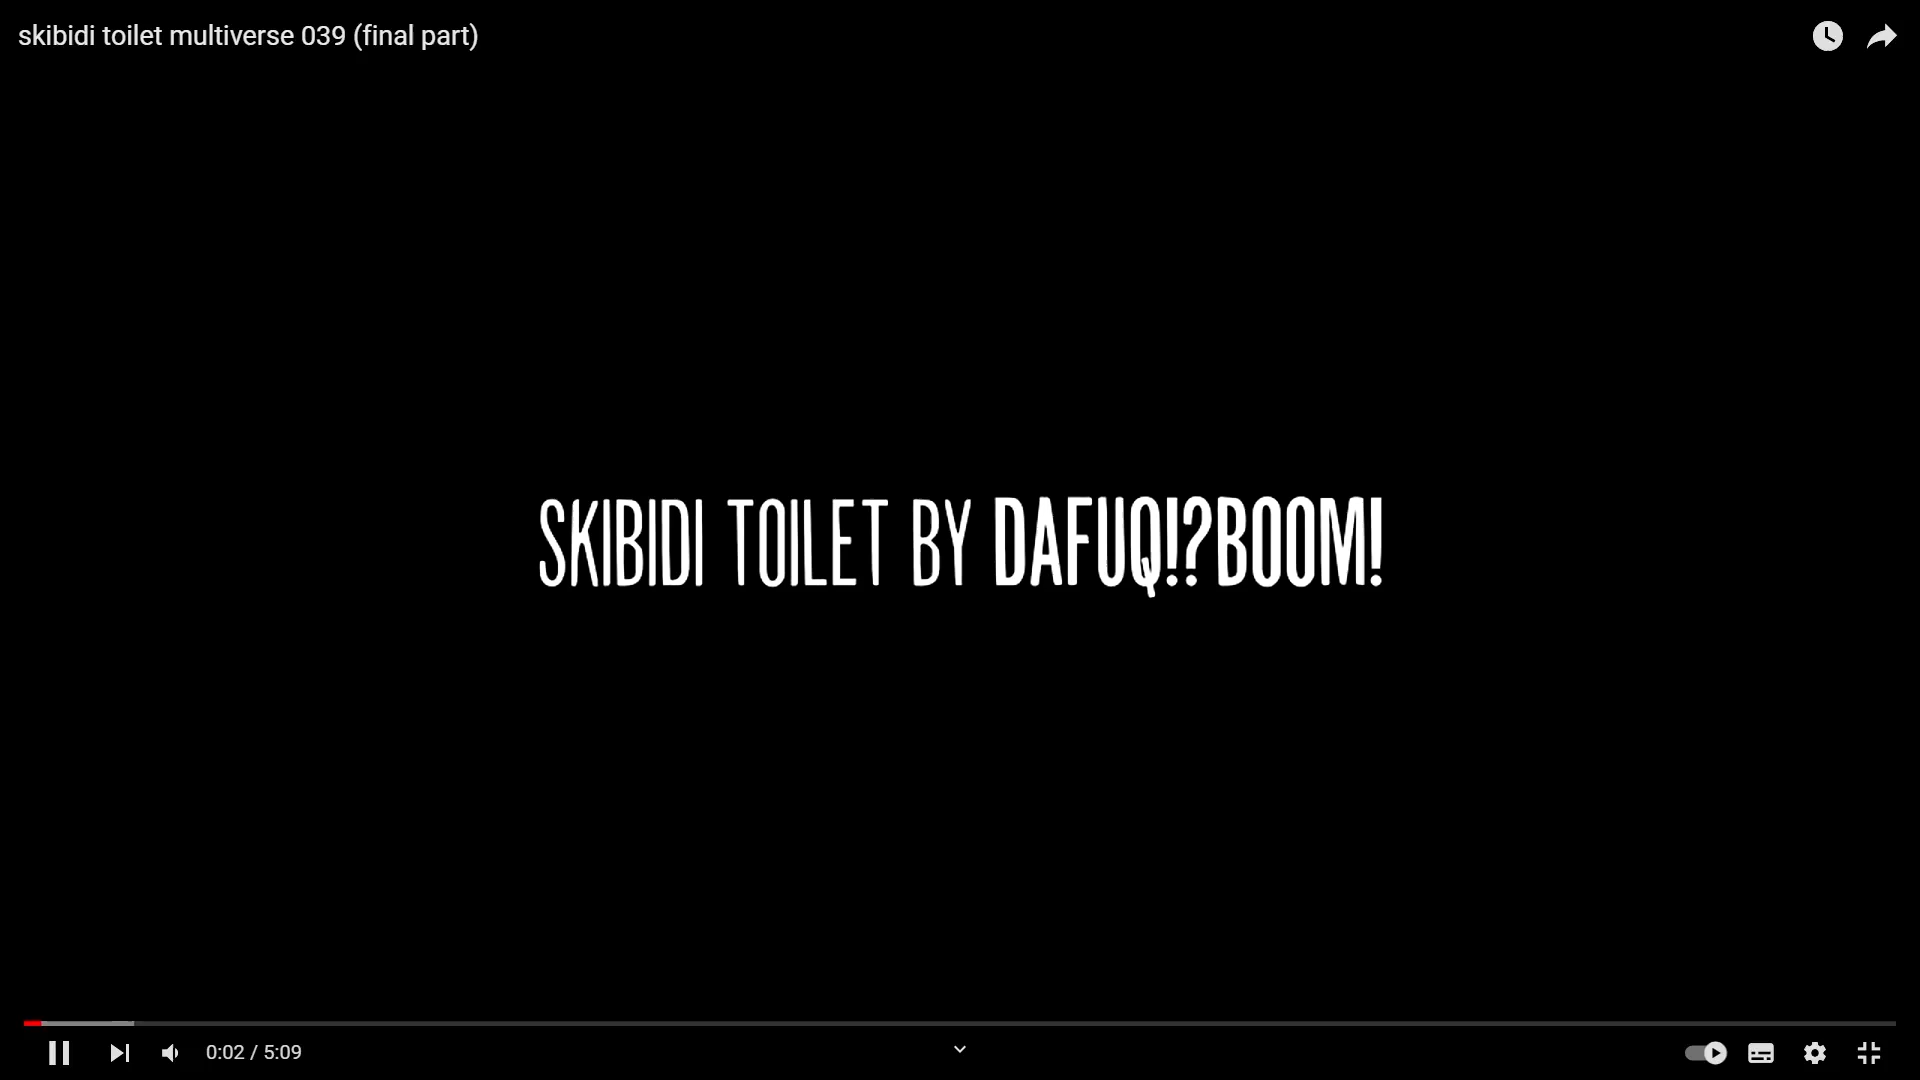 skibidi toilet multiverse 039 (final part)
SKIBIDI TOILET BY DAFUQ!?BOOM!
0:02 / 5:09